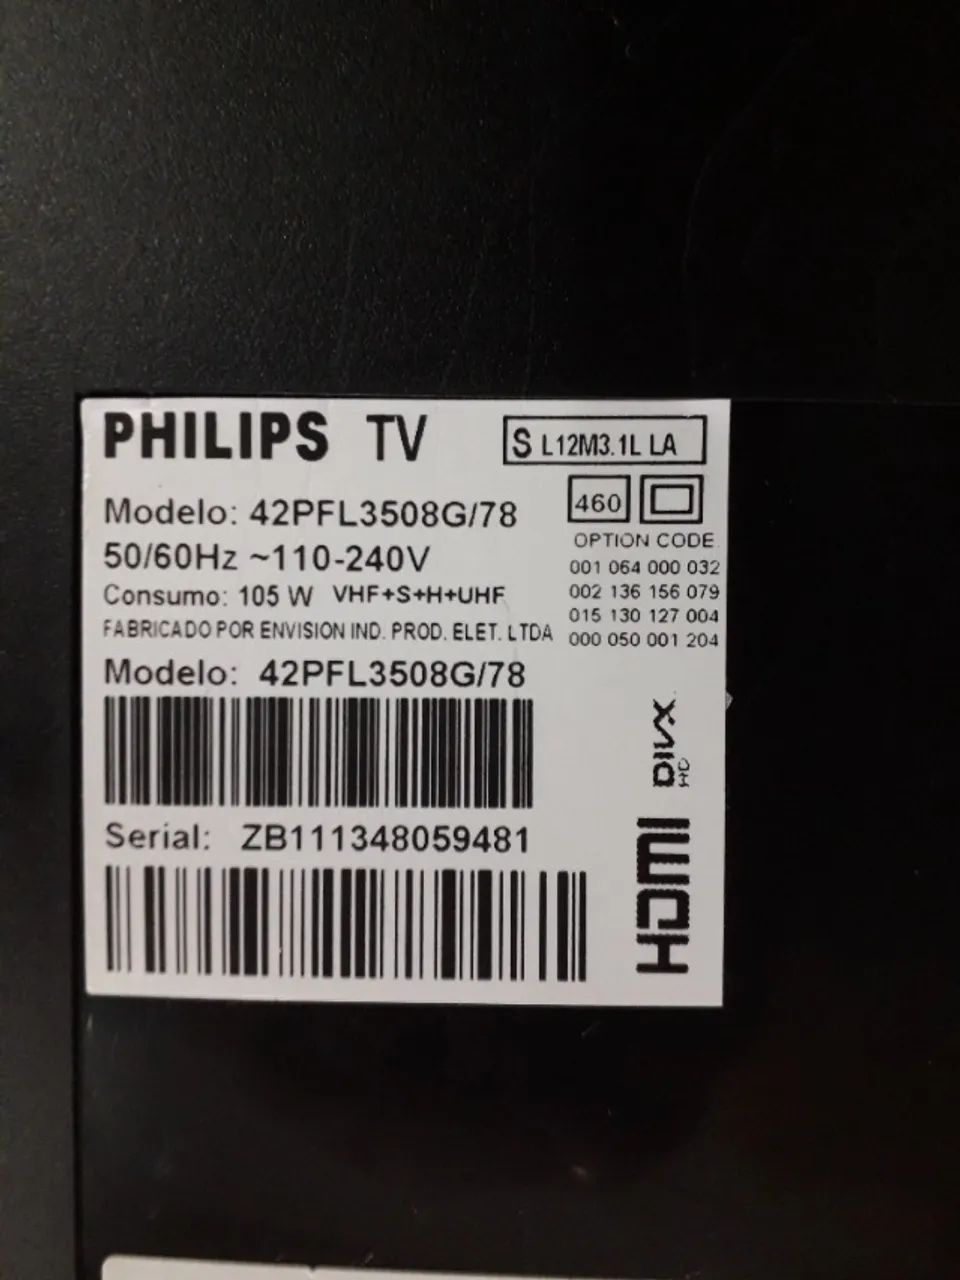 PHILIPS TV
S L12M3.1L LA
Modelo: 42PFL3508G/78
460
50/60Hz ~110-240V
OPTION CODE
Consumo: 105 W VHF+S+H+UHF
001 064 000 032
002 136 156 079
015 130 127 004
000 050 001 204
FABRICADO POR ENVISION IND. PROD. ELET. LTDA
Modelo: 42PFL3508G/78
DIVX
HD
Serial: ZB111348059481
HDMI